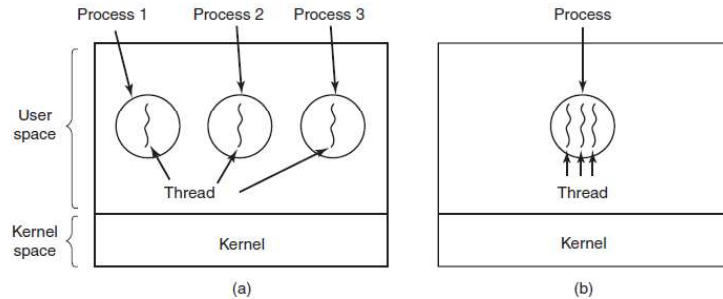 Process 1 Process 2 Process 3 Process
User
space
Thread Thread
Kernel
space
Kernel Kernel
(a) (b)